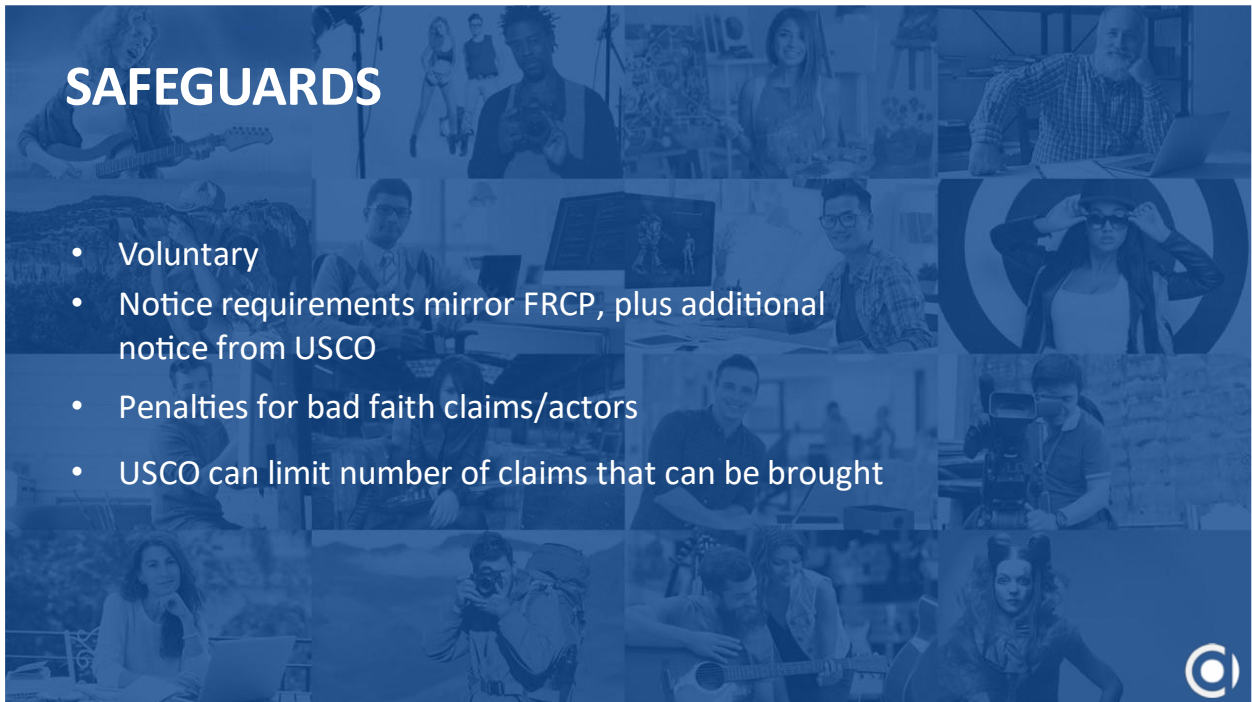 SAFEGUARDS
• Voluntary
• Notice requirements mirror FRCP, plus additional
notice from USCO
• Penalties for bad faith claims/actors
• USCO can limit number of claims that can be brought